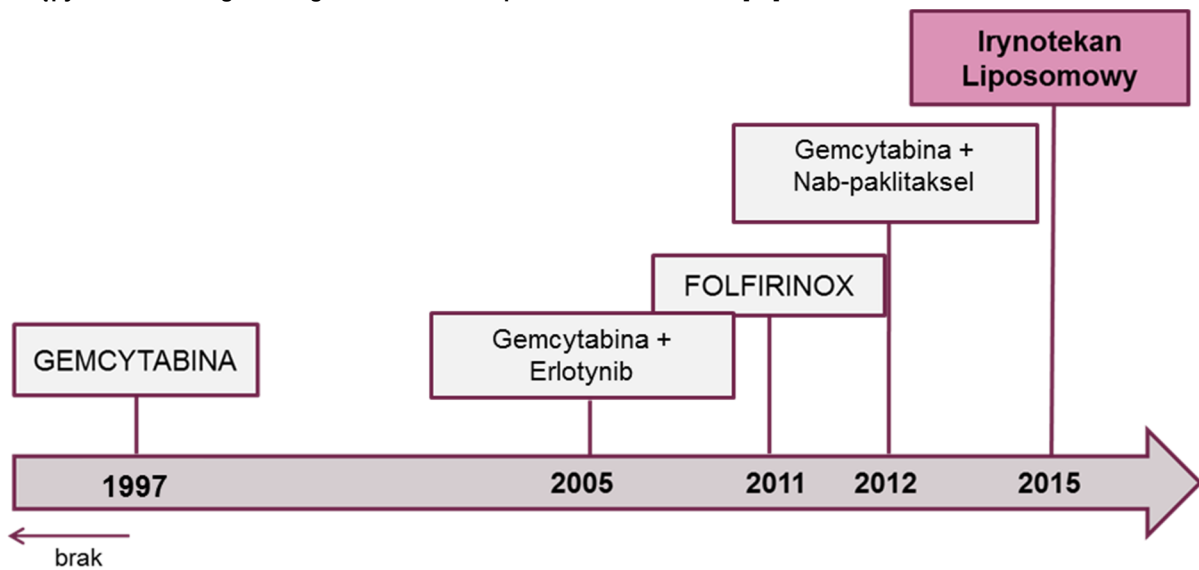 Irynotekan
Liposomowy
Gemcytabina +
Nab-paklitaksel
FOLFIRINOX
Gemcytabina +
Erlotynib
GEMCYTABINA
1997
2005
2011
2012
2015
brak